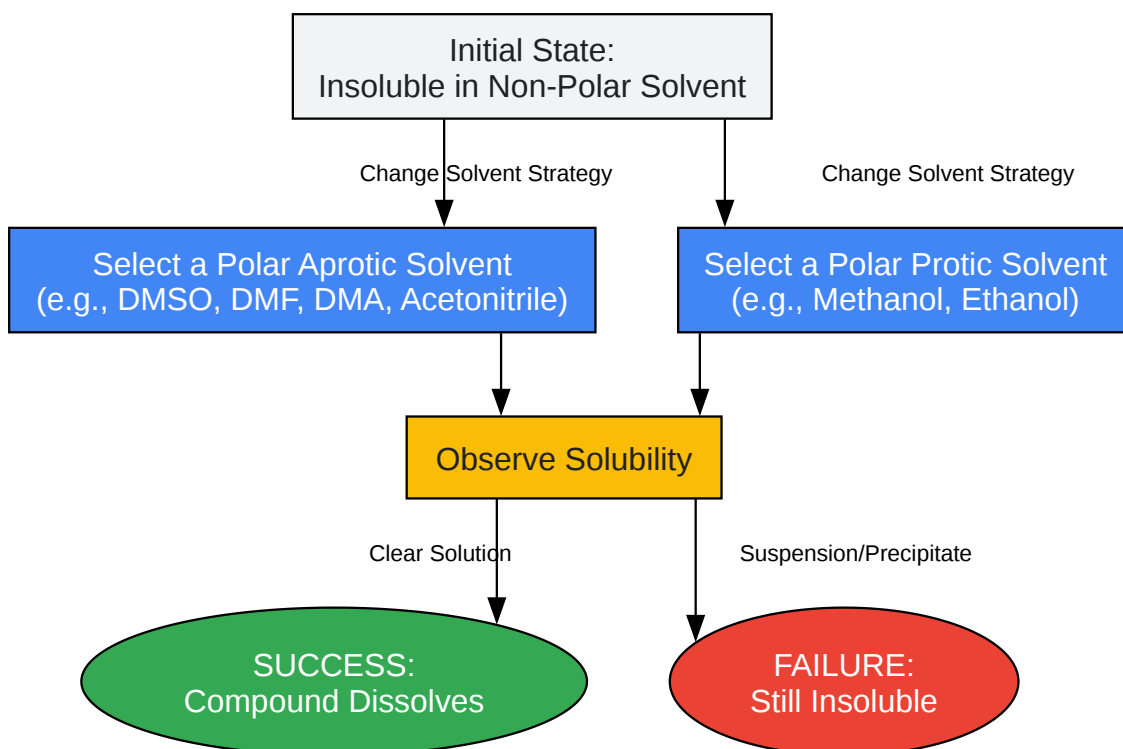 Initial State:
Insoluble in Non-Polar Solvent
Change Solvent Strategy
Change Solvent Strategy
Select a Polar Aprotic Solvent
(e.g., DMSO, DMF, DMA, Acetonitrile)
Select a Polar Protic Solvent
(e.g., Methanol, Ethanol)
Observe Solubility
Clear Solution
Suspension/Precipitate
SUCCESS:
Compound Dissolves
FAILURE:
Still Insoluble